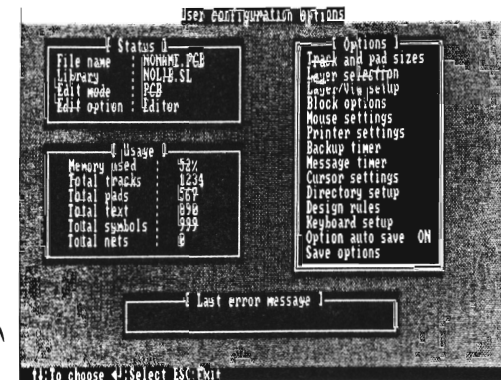 User configuration Options
[ Status ]
File name : NONAME.PCB
Library : NOLIB.SL
Edit mode : PCB
Edit option : Editor
[ Usage ]
Memory used : 52%
Total tracks : 1234
Total pads : 567
Total text : 890
Total symbols : 999
Total nets : 0
[ Options ]
Track and pad sizes
Layer selection
Layer/Via setup
Block options
Mouse settings
Printer settings
Backup timer
Message timer
Cursor settings
Directory setup
Design rules
Keyboard setup
Option auto save ON
Save options
[ Last error message ]
↑↓:To choose ◄┘:Select ESC:Exit